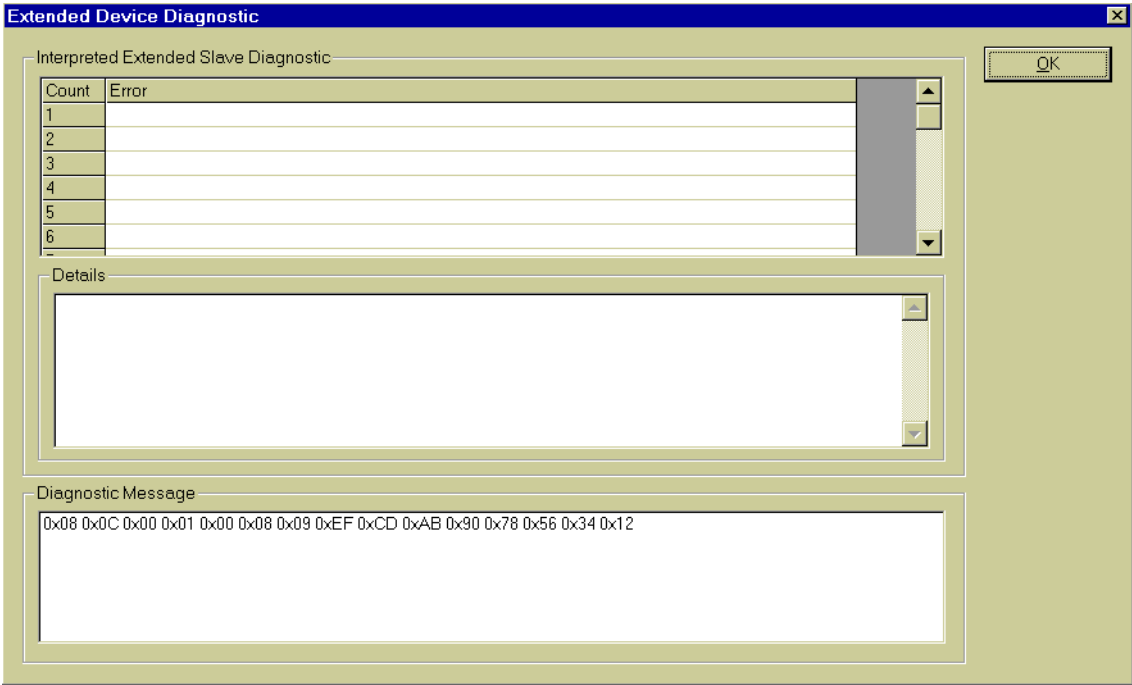 Extended Device Diagnostic
Interpreted Extended Slave Diagnostic
OK
Count Error
1
2
3
4
5
6
Details
Diagnostic Message
0x08 0x0C 0x00 0x01 0x00 0x08 0x09 0xEF 0xCD 0xAB 0x90 0x78 0x56 0x34 0x12